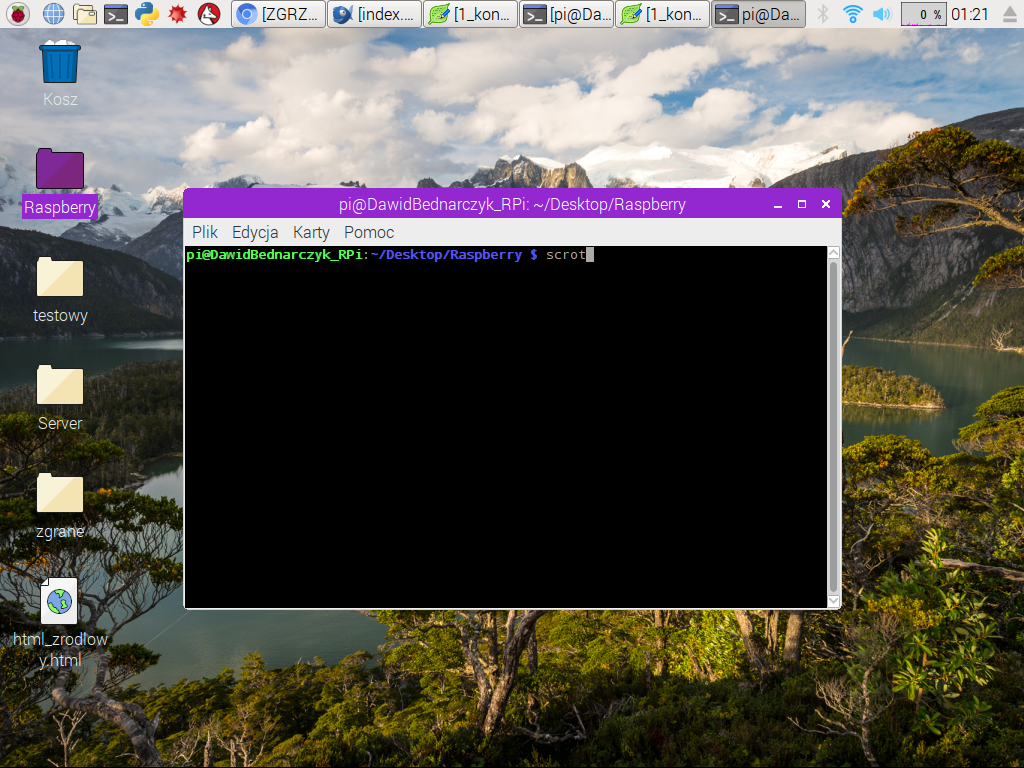 [ZGRZ...
[index....
[1_kon...
[pi@Da...
[1_kon...
pi@Da...
0 %
01:21
Kosz
Raspberry
testowy
Server
zgrane
html_zrodlow
y.html
pi@DawidBednarczyk_RPi: ~/Desktop/Raspberry
Plik Edycja Karty Pomoc
pi@DawidBednarczyk_RPi:~/Desktop/Raspberry $ scrot